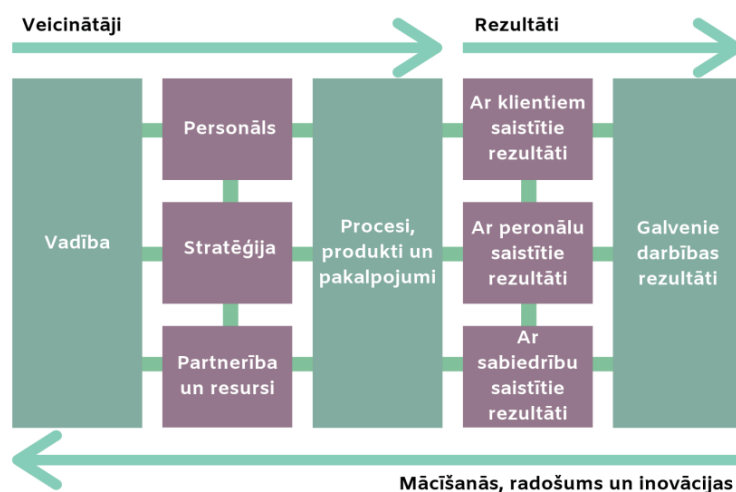 Veicinātāji
Rezultāti
Vadība
Personāls
Stratēģija
Partnerība
un resursi
Procesi,
produkti un
pakalpojumi
Ar klientiem
saistītie
rezultāti
Ar peronālu
saistītie
rezultāti
Ar
sabiedrību
saistītie
rezultāti
Galvenie
darbības
rezultāti
Mācīšanās, radošums un inovācijas